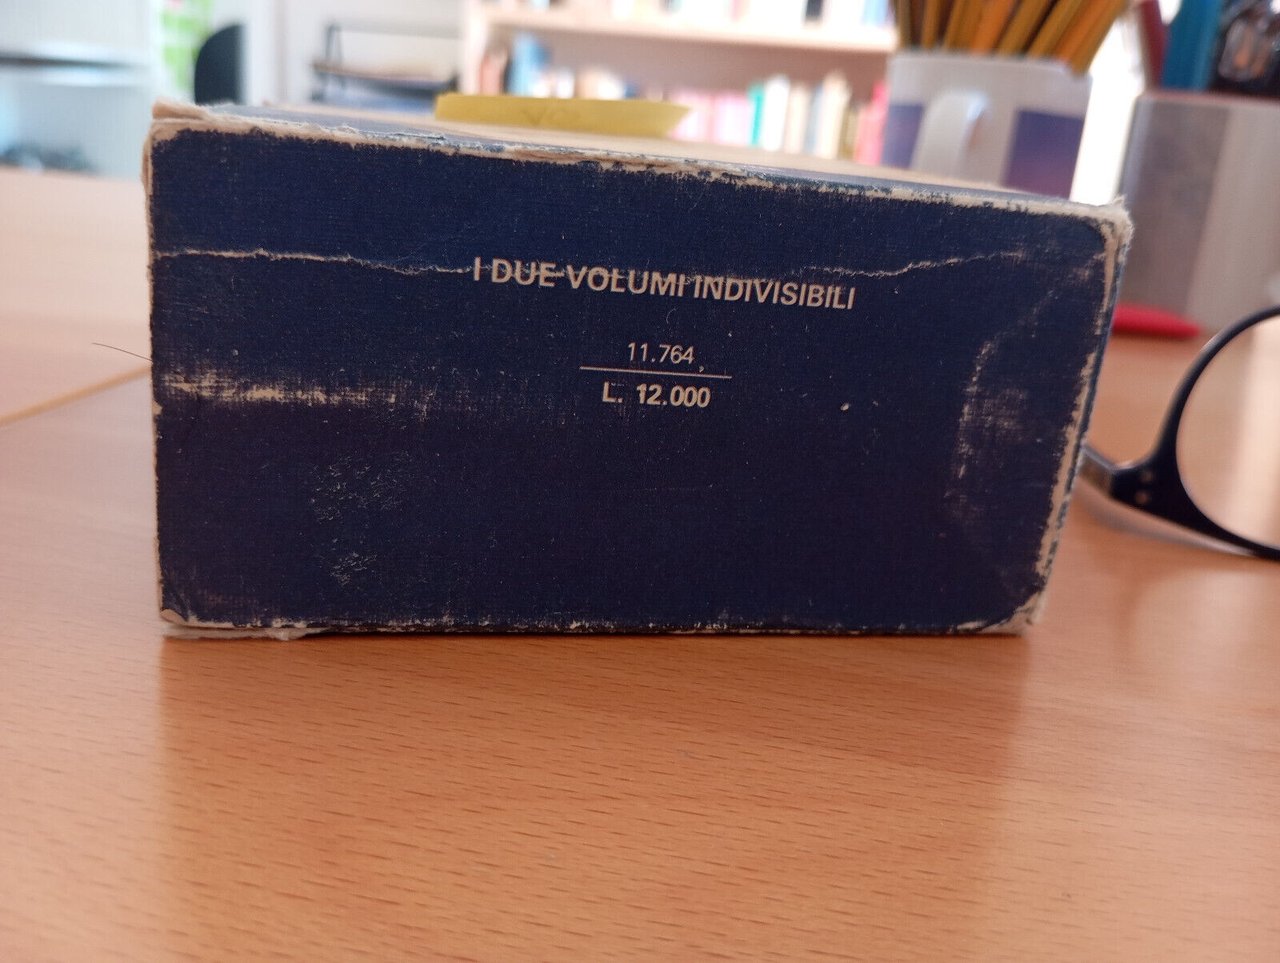 I DUE VOLUMI INDIVISIBILI
11.764
L. 12.000